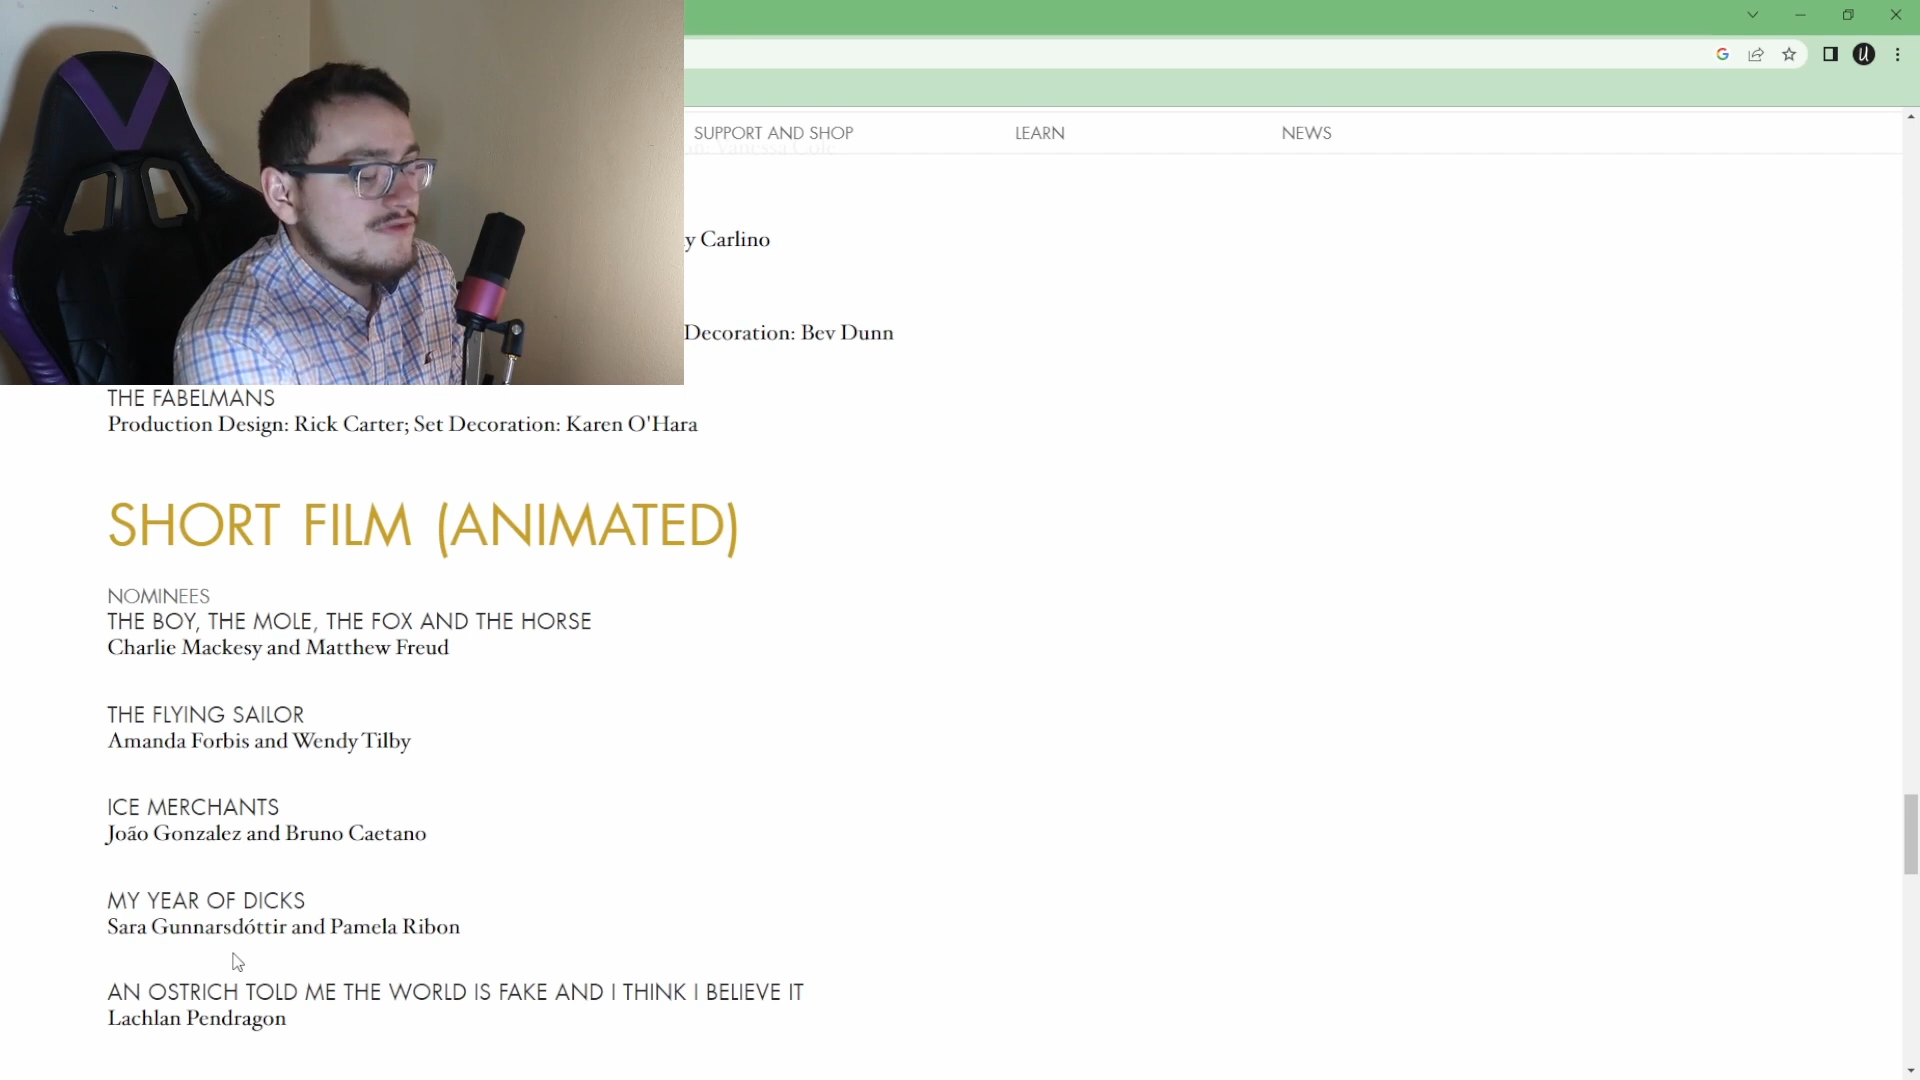 SUPPORT AND SHOP
LEARN
NEWS
Vanessa Cole
y Carlino
Decoration: Bev Dunn
THE FABELMANS
Production Design: Rick Carter; Set Decoration: Karen O'Hara
SHORT FILM (ANIMATED)
NOMINEES
THE BOY, THE MOLE, THE FOX AND THE HORSE
Charlie Mackesy and Matthew Freud
THE FLYING SAILOR
Amanda Forbis and Wendy Tilby
ICE MERCHANTS
João Gonzalez and Bruno Caetano
MY YEAR OF DICKS
Sara Gunnarsdóttir and Pamela Ribon
AN OSTRICH TOLD ME THE WORLD IS FAKE AND I THINK I BELIEVE IT
Lachlan Pendragon